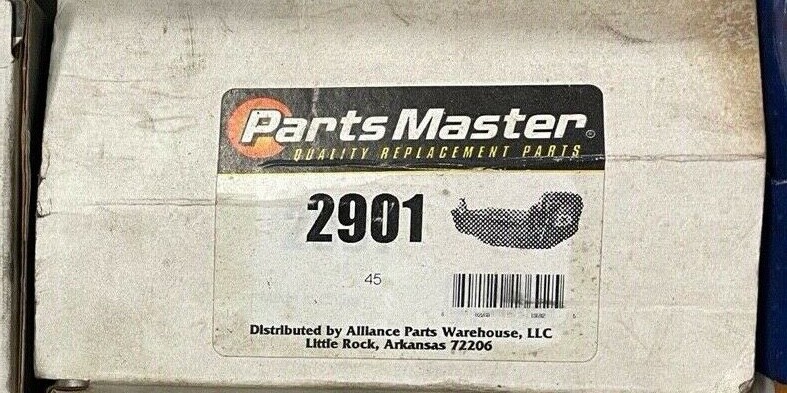 Parts Master
QUALITY REPLACEMENT PARTS
2901
45
Distributed by Alliance Parts Warehouse, LLC
Little Rock, Arkansas 72206